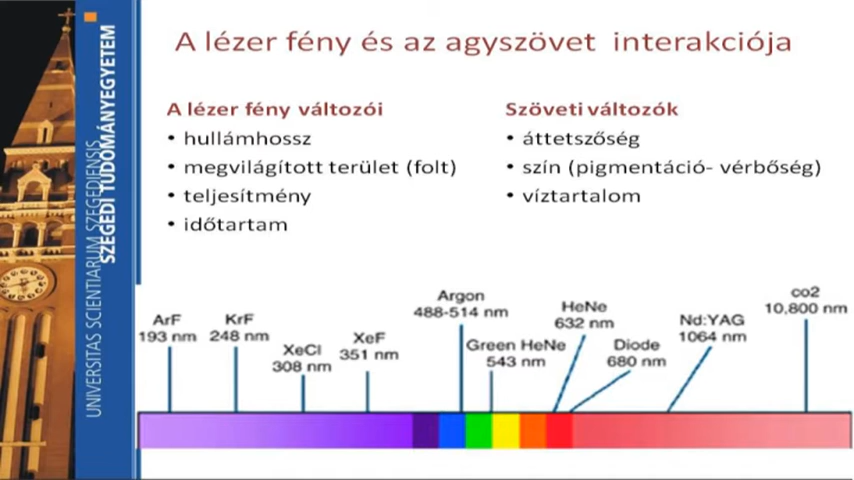 A lézer fény és az agyszövet interakciója
A lézer fény változói
• hullámhossz
• megvilágított terület (folt)
• teljesítmény
• időtartam
Szöveti változók
• áttetszőség
• szín (pigmentáció- vérbőség)
• víztartalom
SZEGEDI TUDOMÁNYEGYETEM
UNIVERSITAS SCIENTIARUM SZEGEDIENSIS
ArF
193 nm
KrF
248 nm
XeCl
308 nm
XeF
351 nm
Argon
488-514 nm
Green HeNe
543 nm
HeNe
632 nm
Diode
680 nm
Nd:YAG
1064 nm
co2
10,800 nm